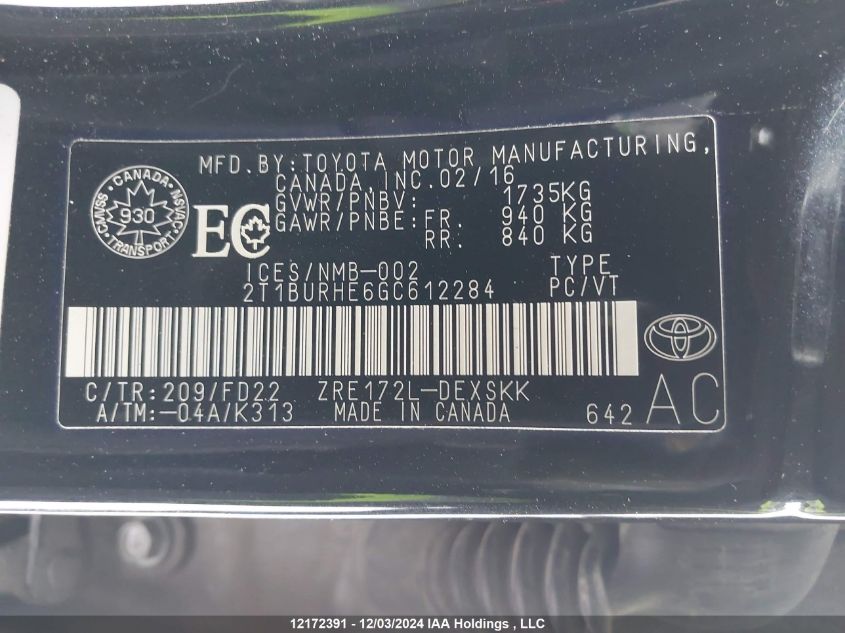 MFD.BY:TOYOTA MOTOR MANUFACTURING,
CANADA,INC.02/16
GVWR/PNBV: 1735KG
GAWR/PNBE:FR. 940 KG
RR. 840 KG
CANADA
CMVSS 930 NSVAC
TRANSPORT
EC
ICES/NMB-002 TYPE
2T1BURHE6GC612284 PC/VT
C/TR:209/FD22 ZRE172L-DEXSKK
A/TM:-04A/K313 MADE IN CANADA 642 AC
12172391 - 12/03/2024 IAA Holdings , LLC